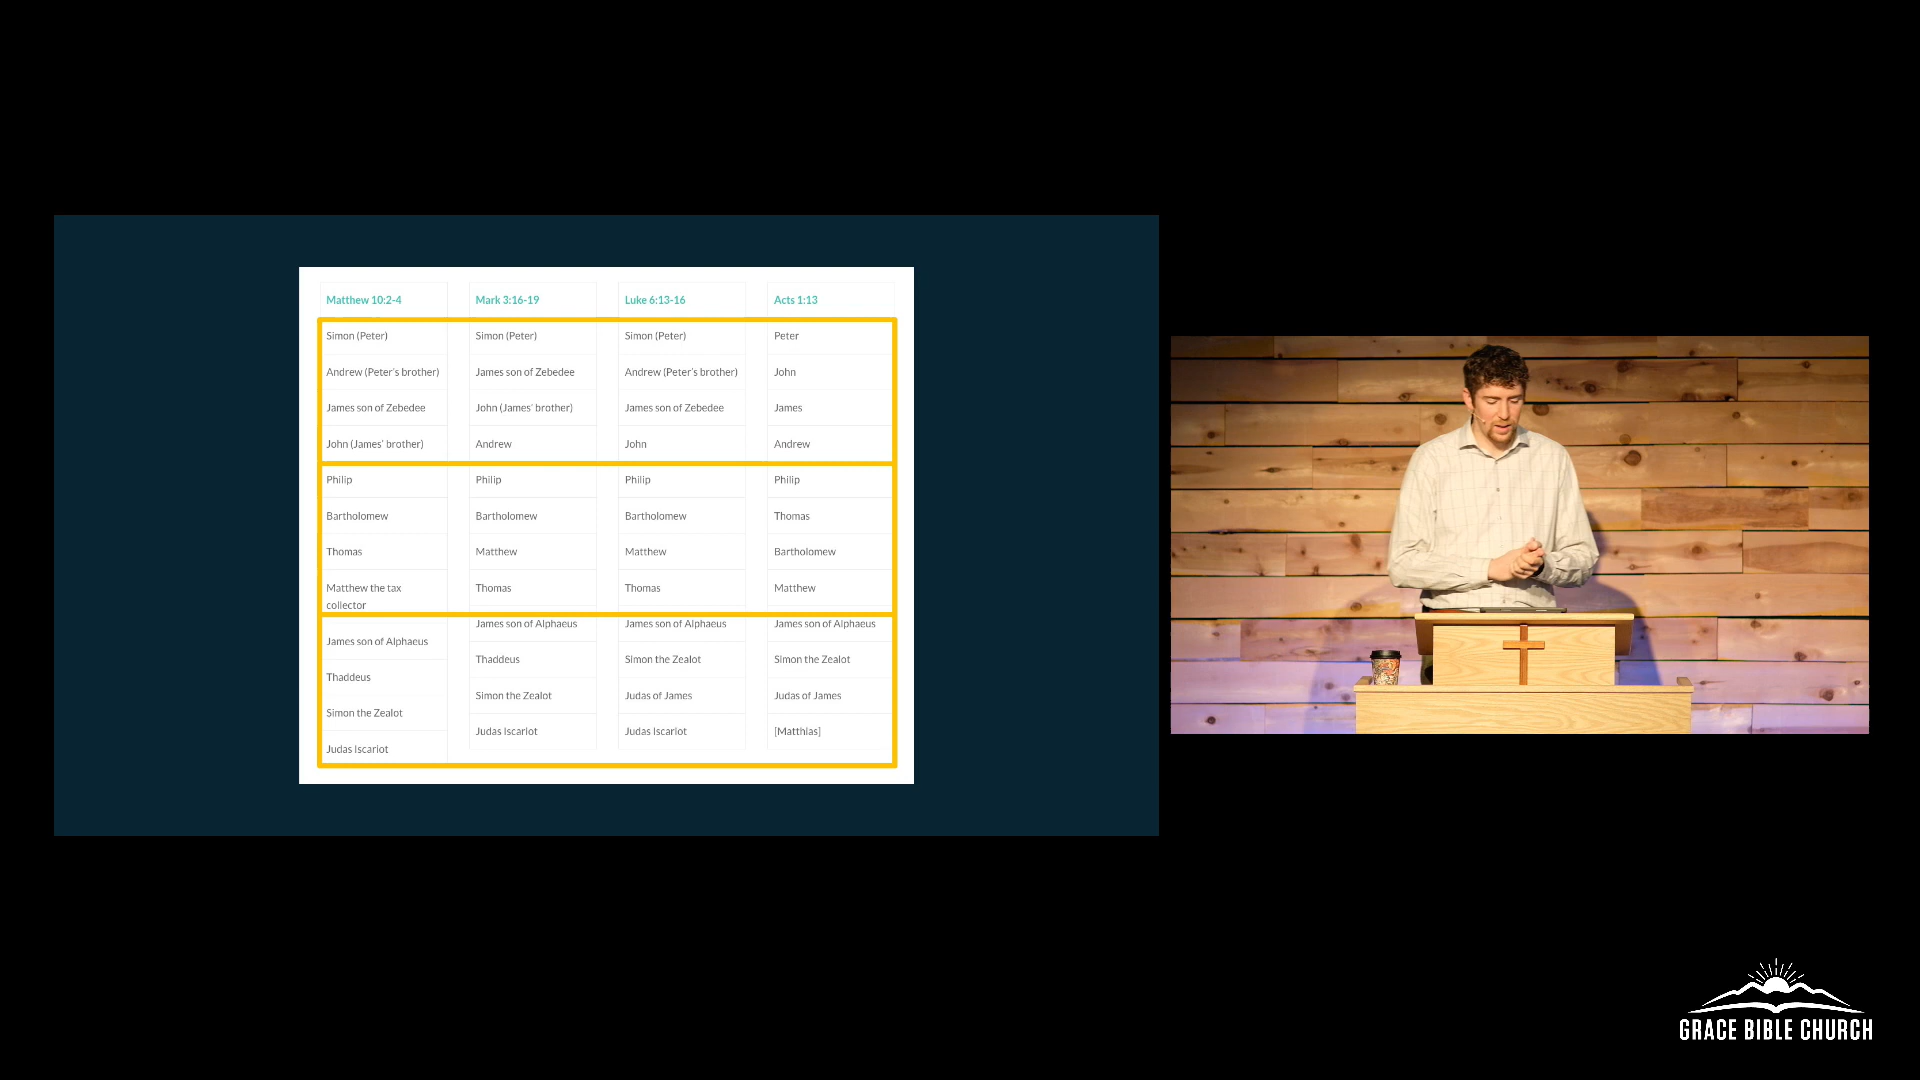 Matthew 10:2-4 Mark 3:16-19 Luke 6:13-16 Acts 1:13
Simon (Peter) Simon (Peter) Simon (Peter) Peter
Andrew (Peter's brother) James son of Zebedee Andrew (Peter's brother) John
James son of Zebedee John (James' brother) James son of Zebedee James
John (James' brother) Andrew John Andrew
Philip Philip Philip Philip
Bartholomew Bartholomew Bartholomew Thomas
Thomas Matthew Matthew Bartholomew
Matthew the tax Thomas Thomas Matthew
collector
James son of Alphaeus James son of Alphaeus James son of Alphaeus
James son of Alphaeus
Thaddeus Simon the Zealot Simon the Zealot
Thaddeus
Simon the Zealot Judas of James Judas of James
Simon the Zealot
Judas Iscariot Judas Iscariot [Matthias]
Judas Iscariot
GRACE BIBLE CHURCH